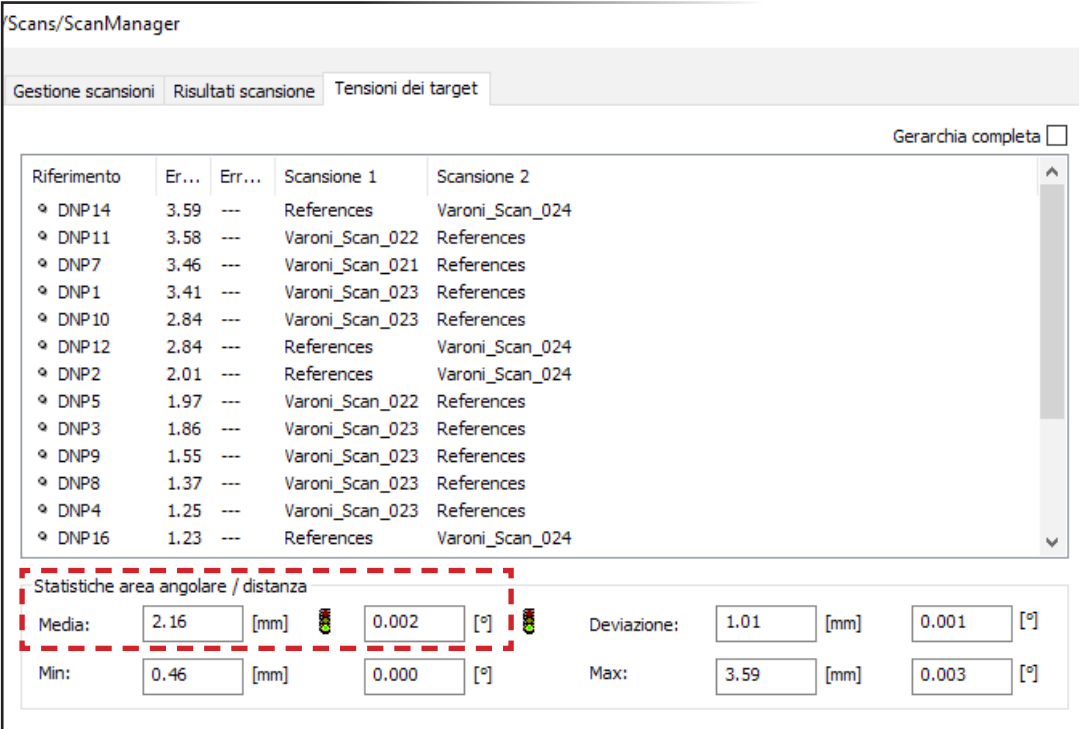 /Scans/ScanManager
Gestione scansioni Risultati scansione Tensioni dei target
Gerarchia completa
Riferimento Er... Err... Scansione 1 Scansione 2
DNP14 3.59 --- References Varoni_Scan_024
DNP11 3.58 --- Varoni_Scan_022 References
DNP7 3.46 --- Varoni_Scan_021 References
DNP1 3.41 --- Varoni_Scan_023 References
DNP10 2.84 --- Varoni_Scan_023 References
DNP12 2.84 --- References Varoni_Scan_024
DNP2 2.01 --- References Varoni_Scan_024
DNP5 1.97 --- Varoni_Scan_022 References
DNP3 1.86 --- Varoni_Scan_023 References
DNP9 1.55 --- Varoni_Scan_023 References
DNP8 1.37 --- Varoni_Scan_023 References
DNP4 1.25 --- Varoni_Scan_023 References
DNP16 1.23 --- References Varoni_Scan_024
Statistiche area angolare / distanza
Media: 2.16 [mm] 0.002 [°] Deviazione: 1.01 [mm] 0.001 [°]
Min: 0.46 [mm] 0.000 [°] Max: 3.59 [mm] 0.003 [°]